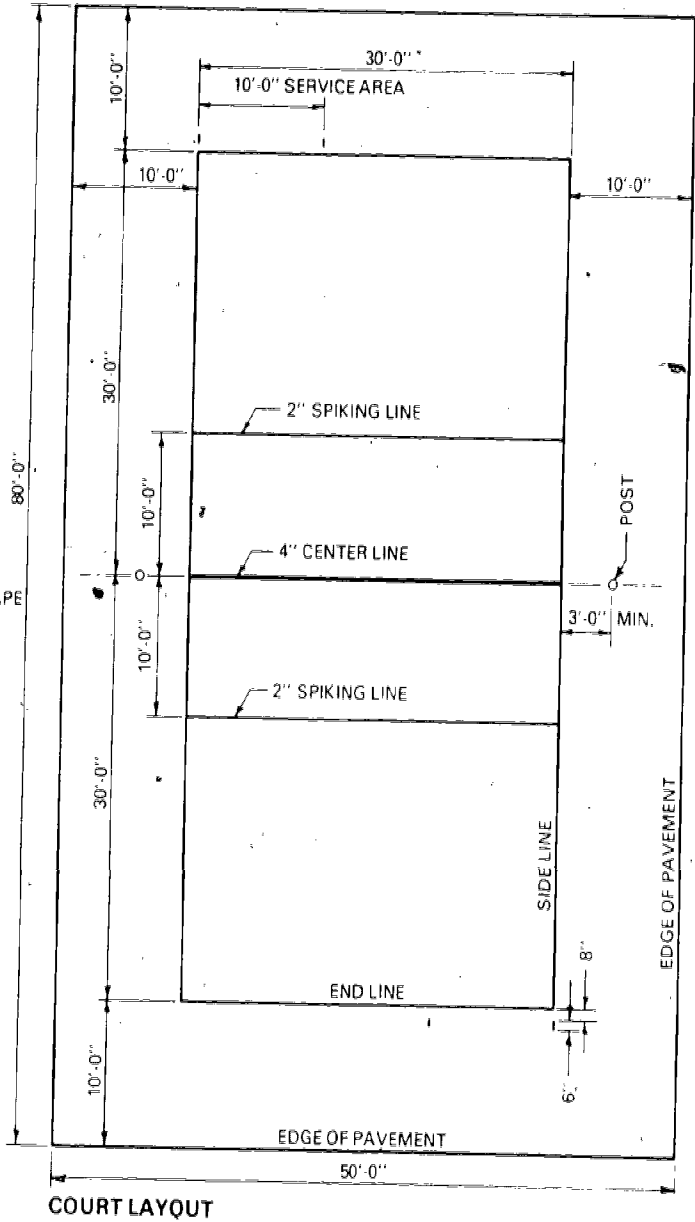 30'-0"
10'-0" SERVICE AREA
10'-0"
10'-0"
10'-0"
30'-0"
2" SPIKING LINE
80'-0"
10'-0"
POST
4" CENTER LINE
PE
3'-0" MIN.
10'-0"
2" SPIKING LINE
30'-0"
SIDE LINE
EDGE OF PAVEMENT
8"
END LINE
6"
10'-0"
EDGE OF PAVEMENT
50'-0"
COURT LAYOUT